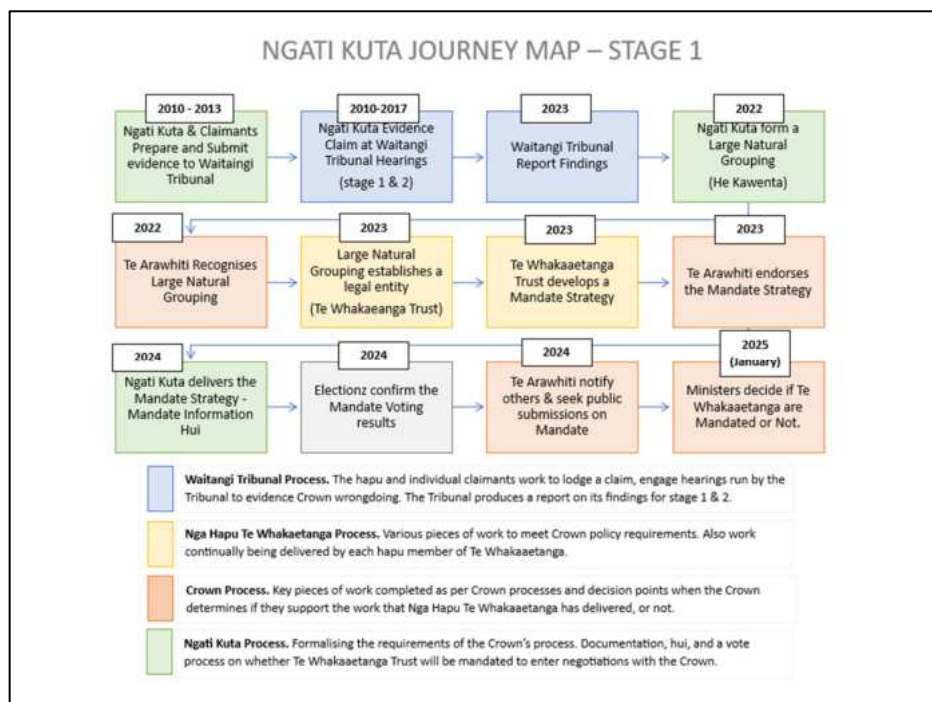 NGATI KUTA JOURNEY MAP – STAGE 1
2010 - 2013
Ngati Kuta & Claimants
Prepare and Submit
evidence to Waitaingi
Tribunal
2010-2017
Ngati Kuta Evidence
Claim at Waitangi
Tribunal Hearings
(stage 1 & 2)
2023
Waitangi Tribunal
Report Findings
2022
Ngati Kuta form a
Large Natural
Grouping
(He Kawenta)
2022
Te Arawhiti Recognises
Large Natural
Grouping
2023
Large Natural
Grouping establishes a
legal entity
(Te Whakaeanga Trust)
2023
Te Whakaaetanga
Trust develops a
Mandate Strategy
2023
Te Arawhiti endorses
the Mandate Strategy
2024
Ngati Kuta delivers the
Mandate Strategy -
Mandate Information
Hui
2024
Electionz confirm the
Mandate Voting
results
2024
Te Arawhiti notify
others & seek public
submissions on
Mandate
2025
(January)
Ministers decide if Te
Whakaaetanga are
Mandated or Not.
Waitangi Tribunal Process. The hapu and individual claimants work to lodge a claim, engage hearings run by the
Tribunal to evidence Crown wrongdoing. The Tribunal produces a report on its findings for stage 1 & 2.
Nga Hapu Te Whakaetanga Process. Various pieces of work to meet Crown policy requirements. Also work
continually being delivered by each hapu member of Te Whakaaetanga.
Crown Process. Key pieces of work completed as per Crown processes and decision points when the Crown
determines if they support the work that Nga Hapu Te Whakaaetanga has delivered, or not.
Ngati Kuta Process. Formalising the requirements of the Crown's process. Documentation, hui, and a vote
process on whether Te Whakaaetanga Trust will be mandated to enter negotiations with the Crown.